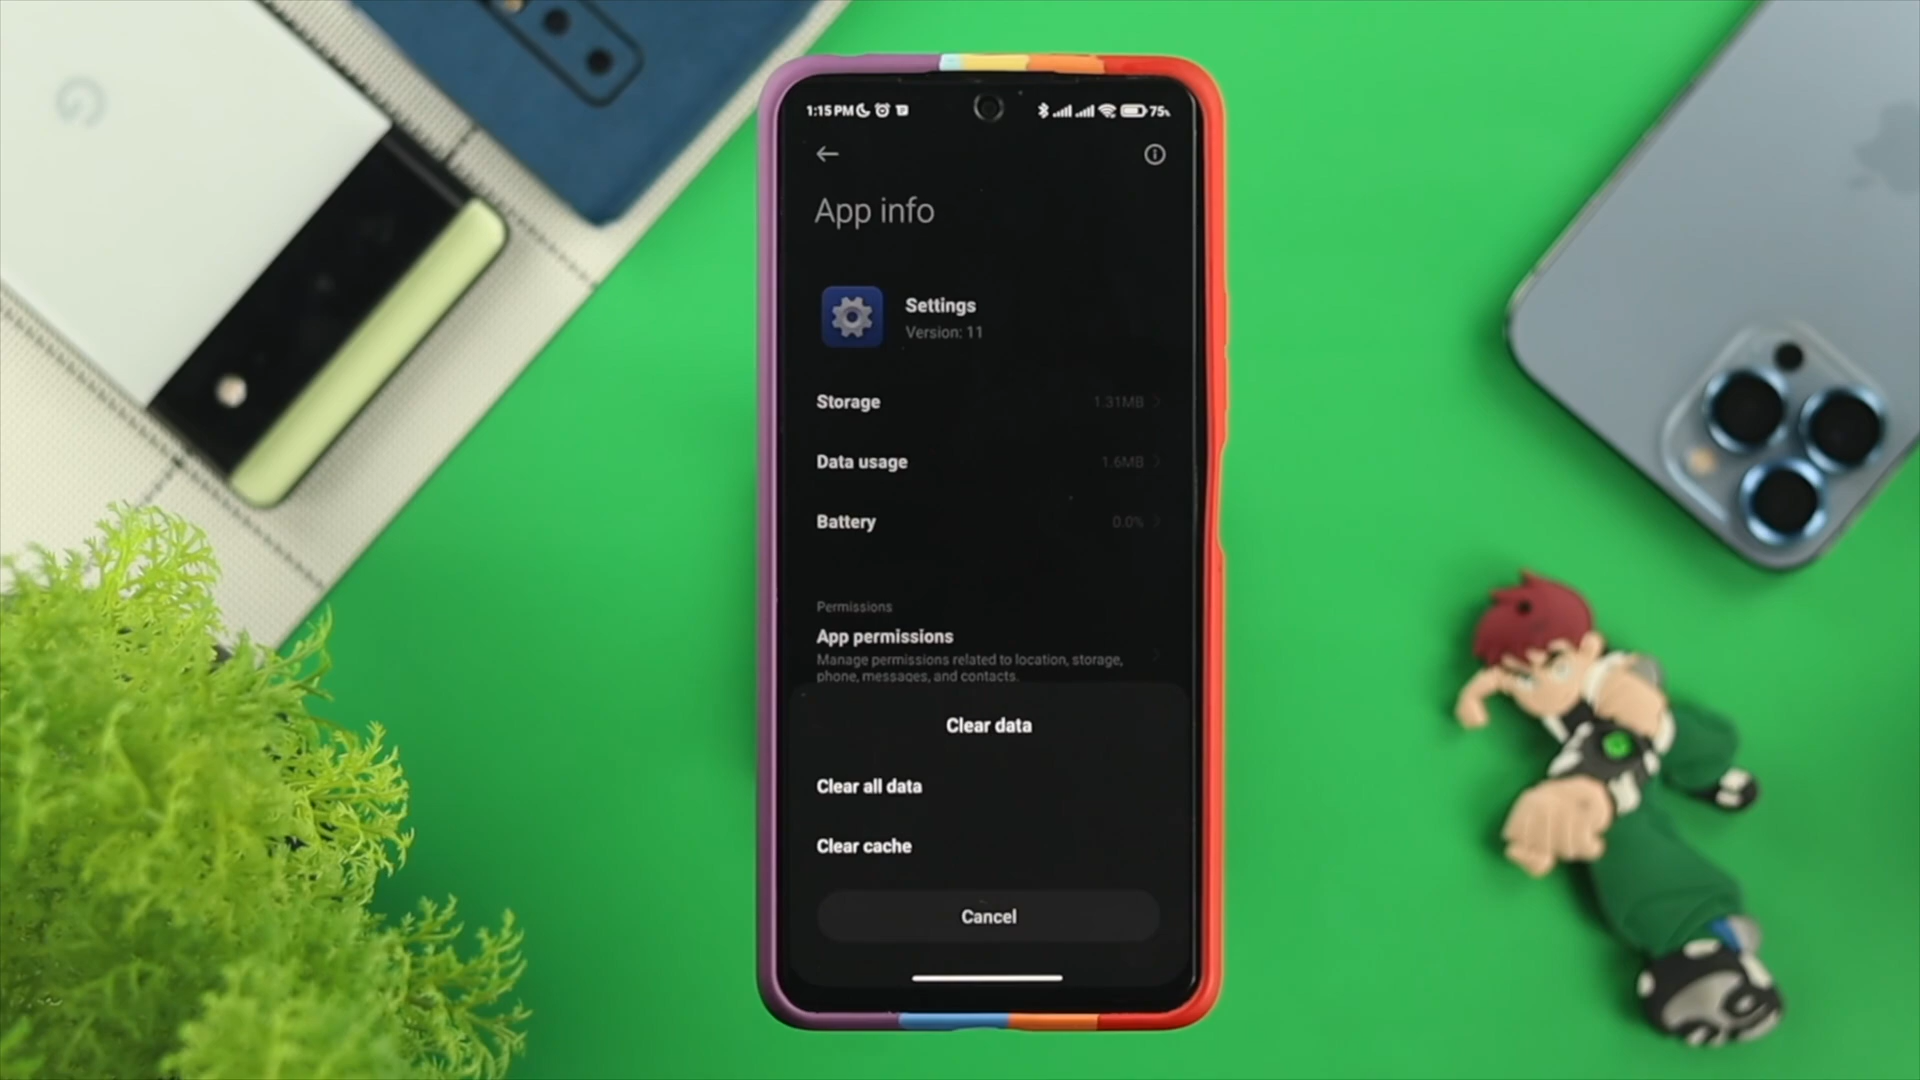 1:15 PM
75%
App info
Settings
Version: 11
Storage
1.31MB
Data usage
1.6MB
Battery
0.0%
Permissions
App permissions
Manage permissions related to location, storage,
phone, messages, and contacts.
Clear data
Clear all data
Clear cache
Cancel